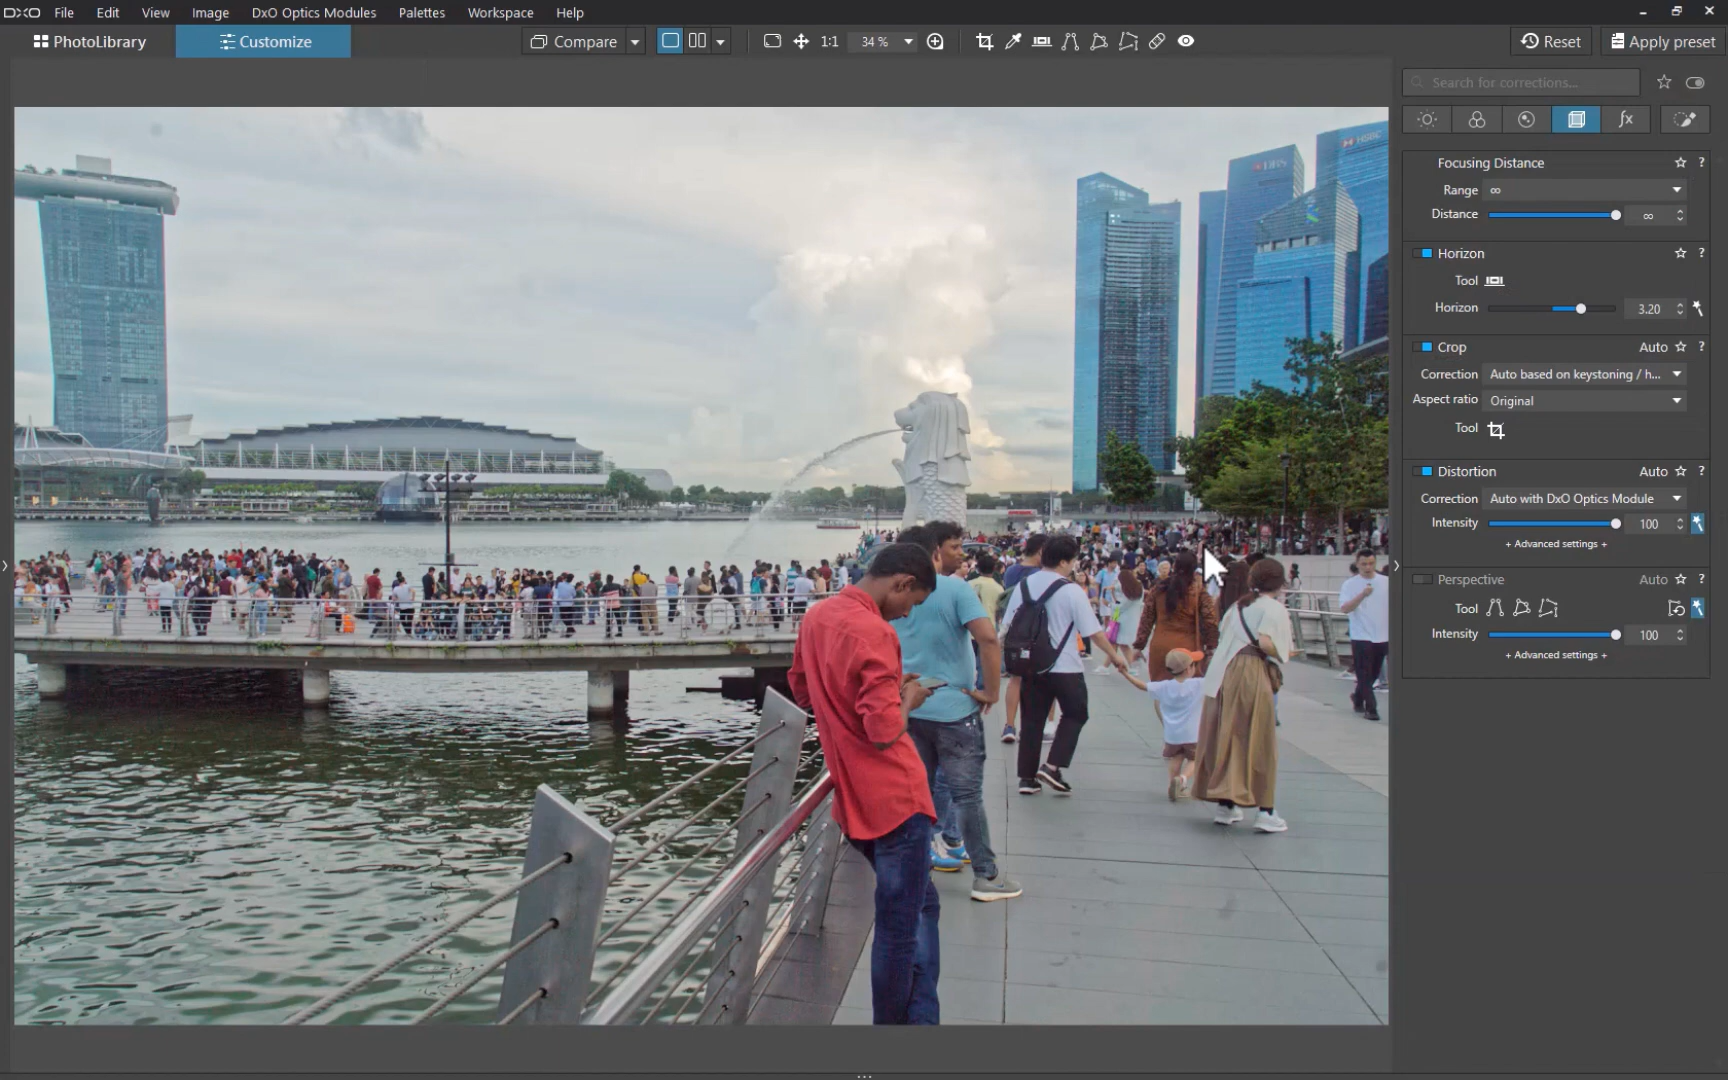 DXO File Edit View Image DxO Optics Modules Palettes Workspace Help
PhotoLibrary Customize Compare 1:1 34 % Reset Apply preset
Search for corrections...
fx
Focusing Distance ?
Range ∞
Distance ∞
Horizon ?
Tool
Horizon 3.20
Crop Auto ?
Correction Auto based on keystoning / h...
Aspect ratio Original
Tool
Distortion Auto ?
Correction Auto with DxO Optics Module
Intensity 100
+ Advanced settings +
Perspective Auto ?
Tool
Intensity 100
+ Advanced settings +
HSBC
DBS